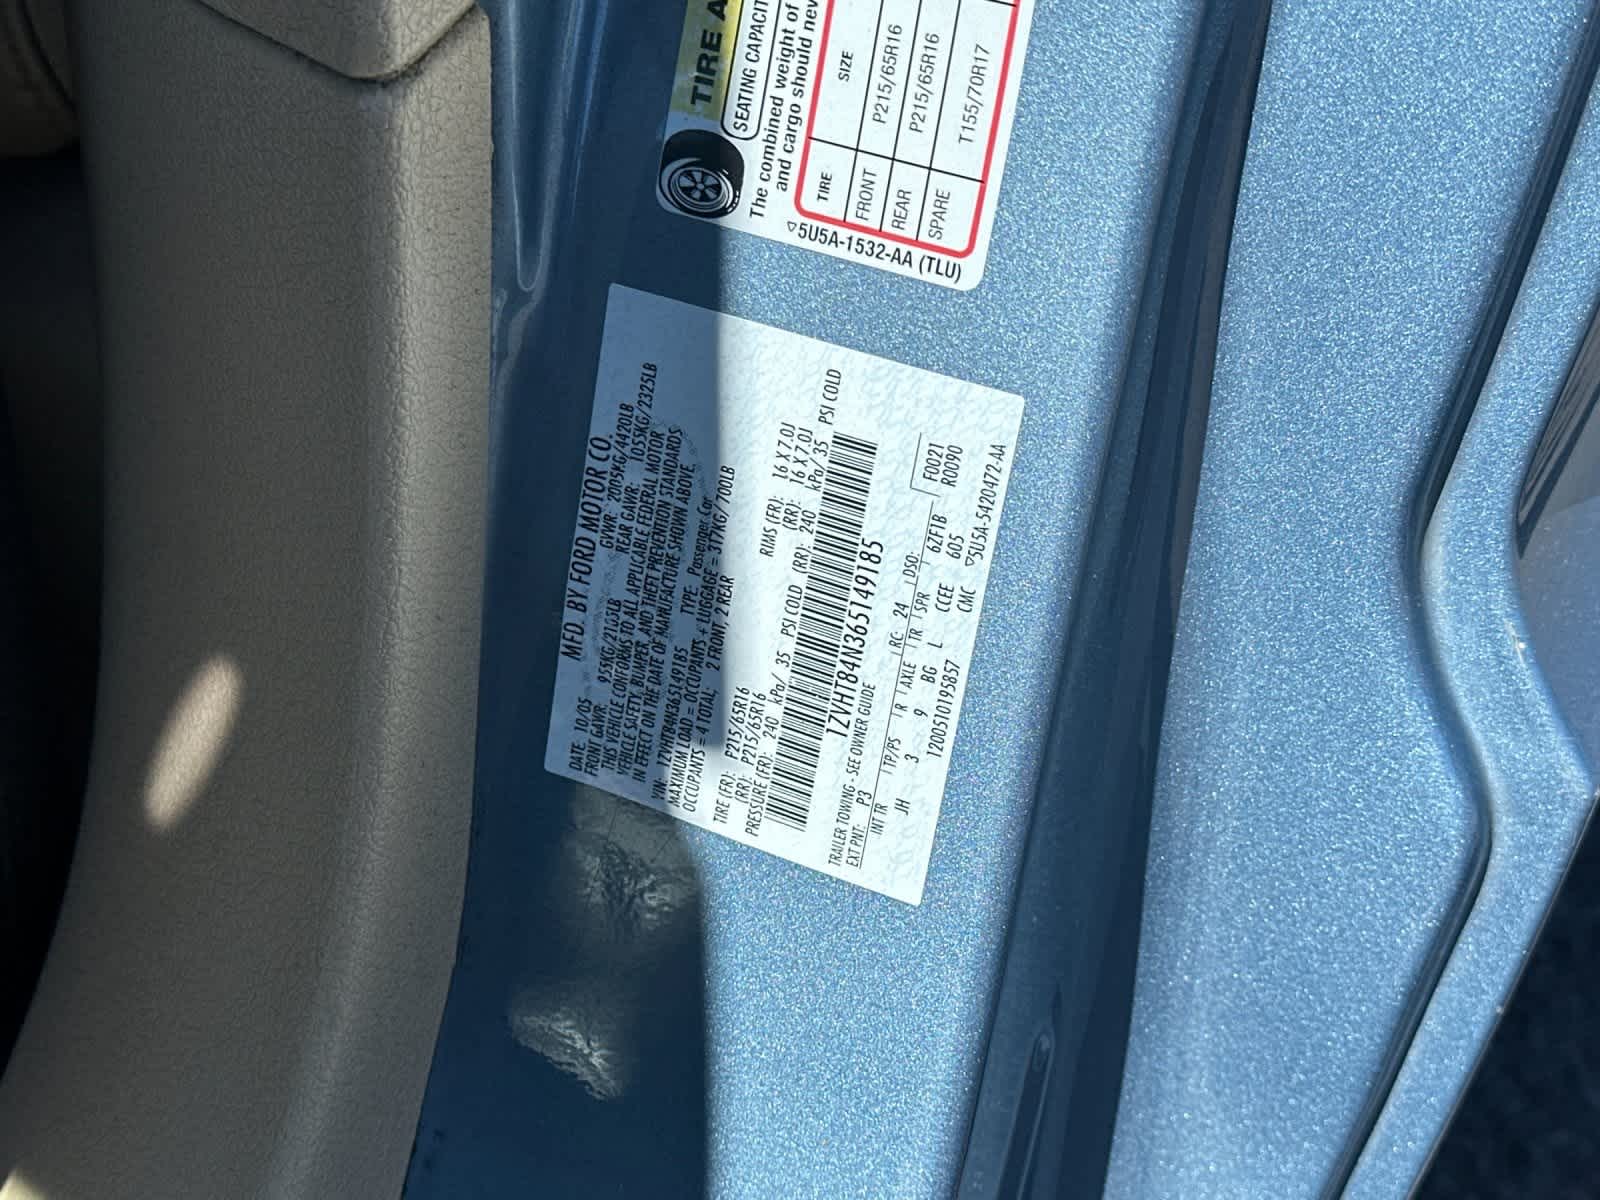 TIRE A
SEATING CAPACIT
The combined weight of
and cargo should nev
TIRE SIZE
FRONT P215/65R16
REAR P215/65R16
SPARE T155/70R17
5U5A-1532-AA (TLU)
MFD. BY FORD MOTOR CO.
DATE: 10/05 GVWR: 2005KG/4420LB
FRONT GAWR: 955KG/2105LB REAR GAWR: 1055KG/2325LB
THIS VEHICLE CONFORMS TO ALL APPLICABLE FEDERAL MOTOR
VEHICLE SAFETY, BUMPER, AND THEFT PREVENTION STANDARDS
IN EFFECT ON THE DATE OF MANUFACTURE SHOWN ABOVE.
VIN: 1ZVHT84N365149185 TYPE: Passenger Car
MAXIMUM LOAD = OCCUPANTS + LUGGAGE = 317KG/700LB
OCCUPANTS = 4 TOTAL; 2 FRONT, 2 REAR
TIRE (FR): P215/65R16 RIMS (FR): 16 X 7.0J
(RR): P215/65R16 (RR): 16 X 7.0J
PRESSURE (FR): 240 kPa/ 35 PSI COLD (RR): 240 kPa/ 35 PSI COLD
1ZVHT84N365149185
TRAILER TOWING - SEE OWNER GUIDE
EXT PNT: P3 RC: 24 DSO: F0021
INT TR TP/PS R AXLE TR SPR 6ZF1B R0090
JH 3 9 BG L CCEE 605
1200510195857 CMC 5U5A-5420472-AA